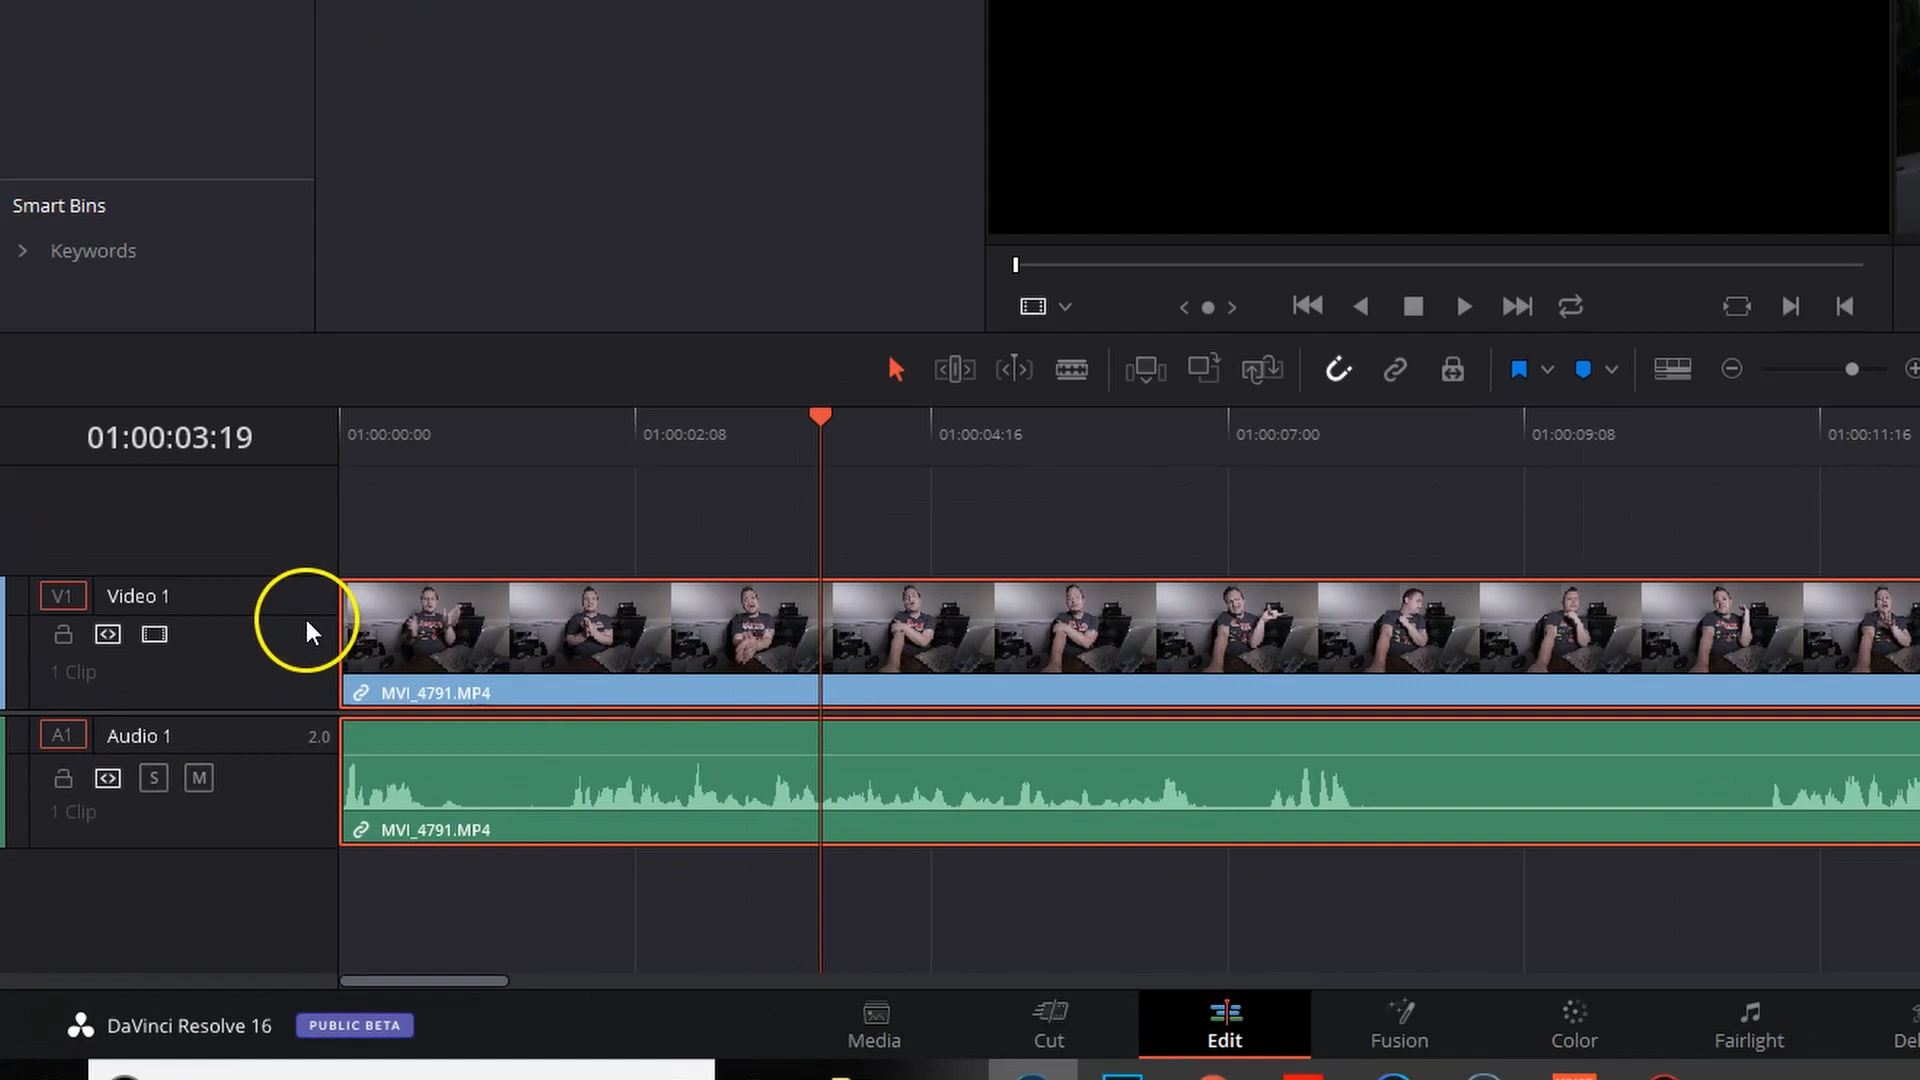 Smart Bins
Keywords
01:00:03:19
01:00:00:00
01:00:02:08
01:00:04:16
01:00:07:00
01:00:09:08
01:00:11:16
V1
Video 1
1 Clip
MVI_4791.MP4
A1
Audio 1
2.0
S
M
1 Clip
MVI_4791.MP4
DaVinci Resolve 16
PUBLIC BETA
Media
Cut
Edit
Fusion
Color
Fairlight
Del